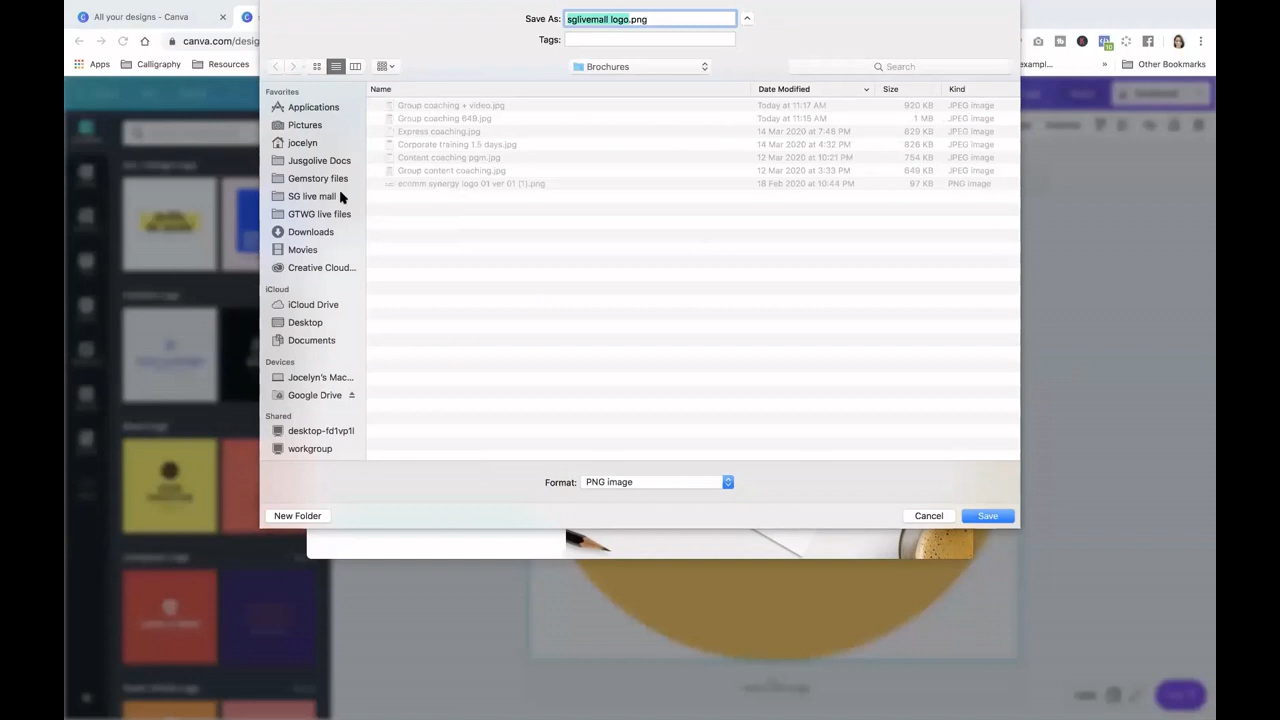 All your designs - Canva
canva.com/desig
Apps
Calligraphy
Resources
exampl...
»
Other Bookmarks
10
Save As:
sglivemall logo.png
Tags:
Brochures
Search
Name
Date Modified
Size
Kind
Group coaching + video.jpg Today at 11:17 AM 920 KB JPEG image
Group coaching 649.jpg Today at 11:15 AM 1 MB JPEG image
Express coaching.jpg 14 Mar 2020 at 7:46 PM 829 KB JPEG image
Corporate training 1.5 days.jpg 14 Mar 2020 at 4:32 PM JPEG image
Content coaching pgm.jpg 12 Mar 2020 at 10:21 PM 754 KB JPEG image
Group content coaching.jpg 12 Mar 2020 at 3:33 PM 649 KB JPEG image
ecomm synergy logo 01 ver 01 (1).png 18 Feb 2020 at 10:44 PM 97 KB PNG image
Favorites
Applications
Pictures
jocelyn
Jusgolive Docs
Gemstory files
SG live mall
GTWG live files
Downloads
Movies
Creative Cloud...
iCloud
iCloud Drive
Desktop
Documents
Devices
Jocelyn's Mac...
Google Drive
Shared
desktop-fd1vp1l
workgroup
Format:
PNG image
New Folder
Cancel
Save